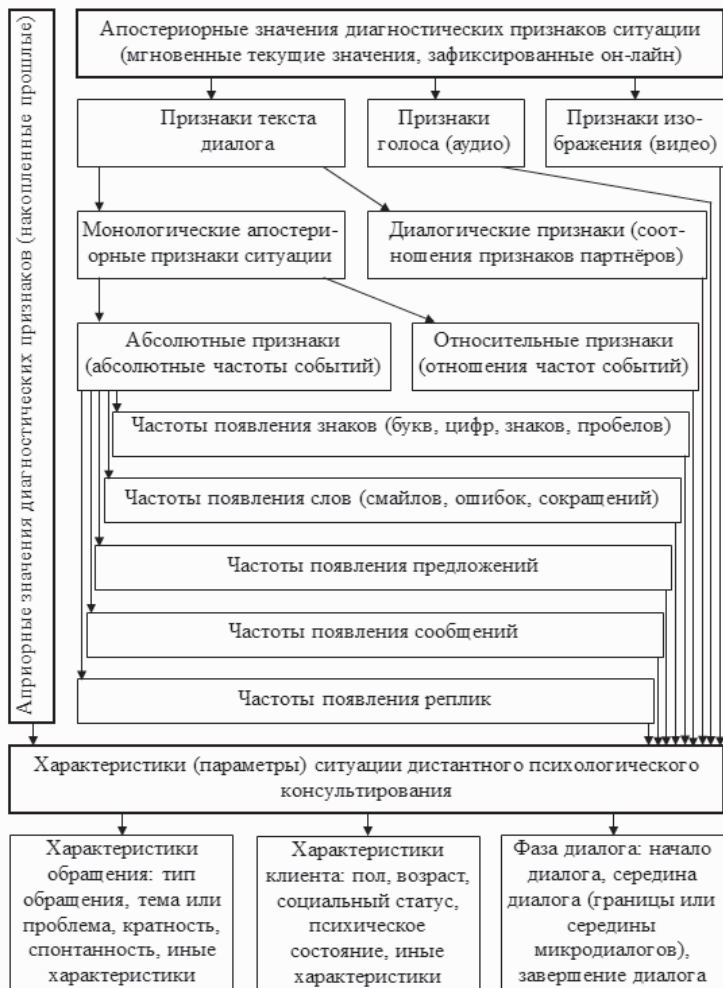 Априорные значения диагностических признаков (накопленные прошлые)
Апостериорные значения диагностических признаков ситуации
(мгновенные текущие значения, зафиксированные он-лайн)
Признаки текста
диалога
Признаки
голоса (аудио)
Признаки изо-
бражения (видео)
Монологические апостери-
орные признаки ситуации
Диалогические признаки (соот-
ношения признаков партнёров)
Абсолютные признаки
(абсолютные частоты событий)
Относительные признаки
(отношения частот событий)
Частоты появления знаков (букв, цифр, знаков, пробелов)
Частоты появления слов (смайлов, ошибок, сокращений)
Частоты появления предложений
Частоты появления сообщений
Частоты появления реплик
Характеристики (параметры) ситуации дистантного психологического
консультирования
Характеристики
обращения: тип
обращения, тема или
проблема, кратность,
спонтанность, иные
характеристики
Характеристики
клиента: пол, возраст,
социальный статус,
психическое
состояние, иные
характеристики
Фаза диалога: начало
диалога, середина
диалога (границы или
середины
микродиалогов),
завершение диалога